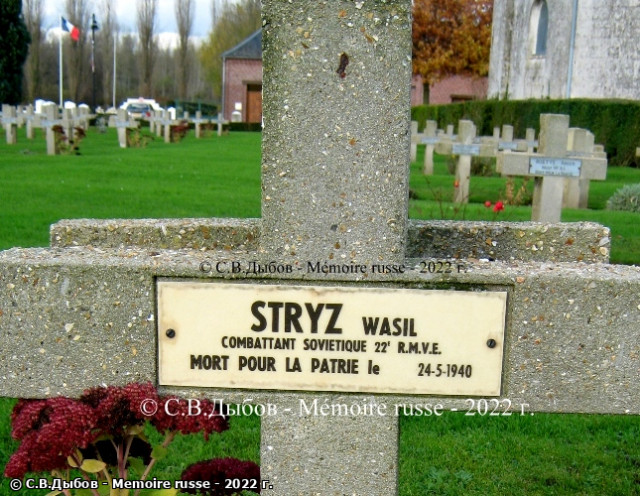 © С.В.Дыбов - Mémoire russe - 2022 г.
STRYZ WASIL
COMBATTANT SOVIETIQUE 22' R.M.V.E.
MORT POUR LA PATRIE le 24-5-1940
© С.В.Дыбов - Mémoire russe - 2022 г.
© С.В.Дыбов - Mémoire russe - 2022 г.